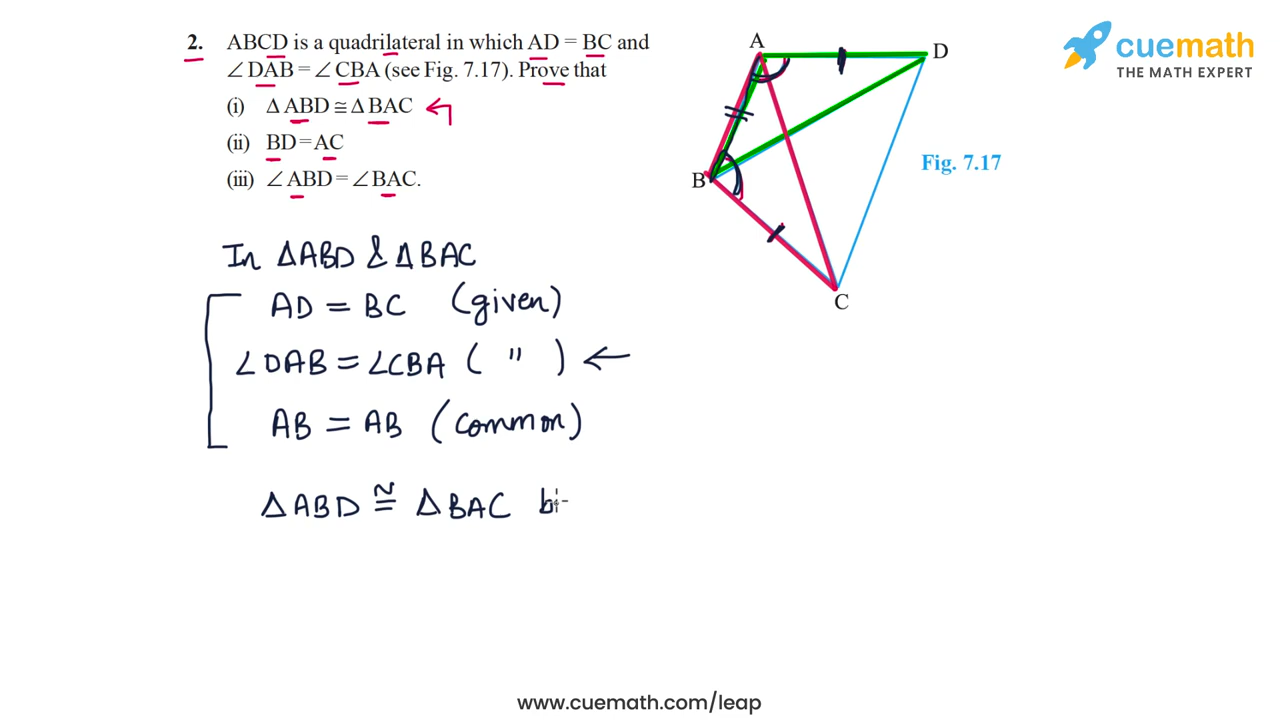 2. ABCD is a quadrilateral in which AD = BC and
∠ DAB = ∠ CBA (see Fig. 7.17). Prove that
(i) Δ ABD ≅ Δ BAC
(ii) BD = AC
(iii) ∠ ABD = ∠ BAC.
A
D
B
C
Fig. 7.17
cuemath
THE MATH EXPERT
In ΔABD & ΔBAC
AD = BC (given)
∠DAB = ∠CBA ( " )
AB = AB (common)
ΔABD ≅ ΔBAC
www.cuemath.com/leap